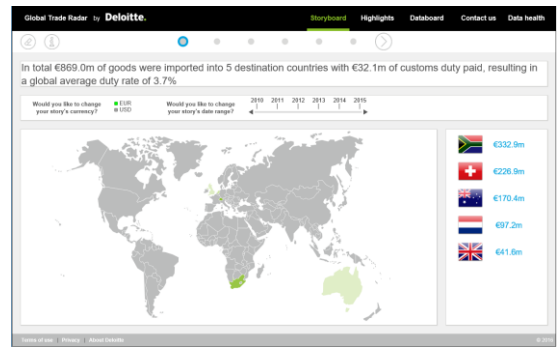 Global Trade Radar by Deloitte.
Storyboard Highlights Databoard Contact us Data health
In total €869.0m of goods were imported into 5 destination countries with €32.1m of customs duty paid, resulting in
a global average duty rate of 3.7%
Would you like to change
your story's currency?
EUR
USD
Would you like to change
your story's date range?
2010 2011 2012 2013 2014 2015
€332.9m
€226.9m
€170.4m
€97.2m
€41.6m
Terms of use | Privacy | About Deloitte